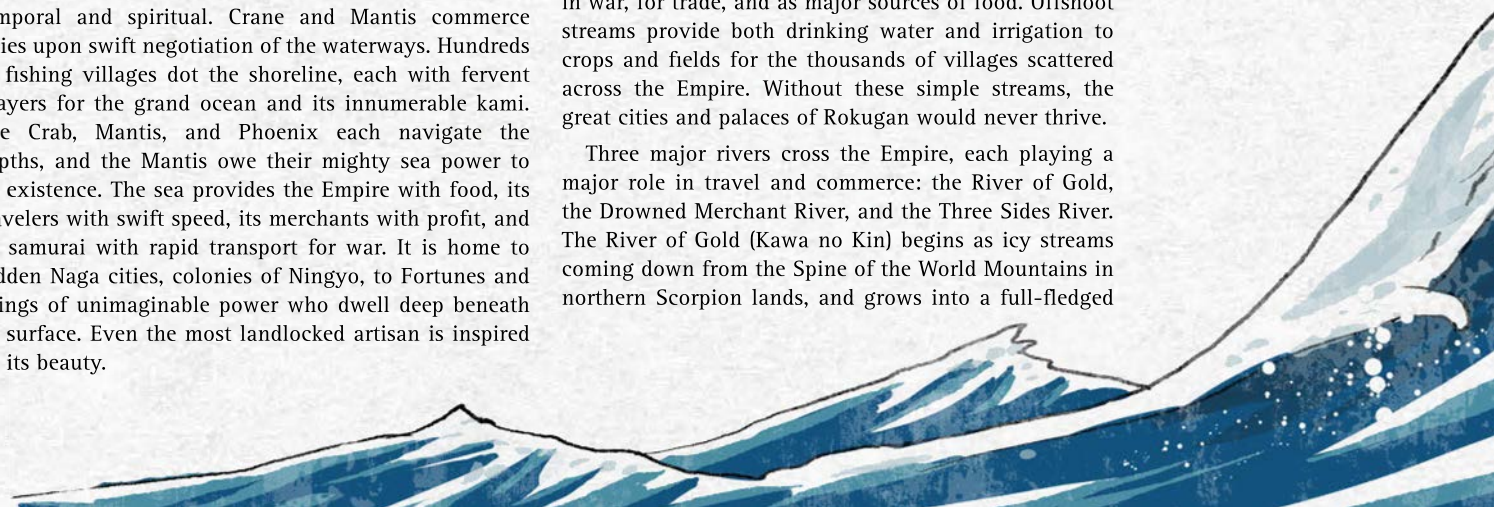 mporal and spiritual. Crane and Mantis commerce
ies upon swift negotiation of the waterways. Hundreds
fishing villages dot the shoreline, each with fervent
ayers for the grand ocean and its innumerable kami.
e Crab, Mantis, and Phoenix each navigate the
pths, and the Mantis owe their mighty sea power to
existence. The sea provides the Empire with food, its
avelers with swift speed, its merchants with profit, and
samurai with rapid transport for war. It is home to
dden Naga cities, colonies of Ningyo, to Fortunes and
ings of unimaginable power who dwell deep beneath
surface. Even the most landlocked artisan is inspired
its beauty.
in war, for trade, and as major sources of food. Offshoot
streams provide both drinking water and irrigation to
crops and fields for the thousands of villages scattered
across the Empire. Without these simple streams, the
great cities and palaces of Rokugan would never thrive.
Three major rivers cross the Empire, each playing a
major role in travel and commerce: the River of Gold,
the Drowned Merchant River, and the Three Sides River.
The River of Gold (Kawa no Kin) begins as icy streams
coming down from the Spine of the World Mountains in
northern Scorpion lands, and grows into a full-fledged